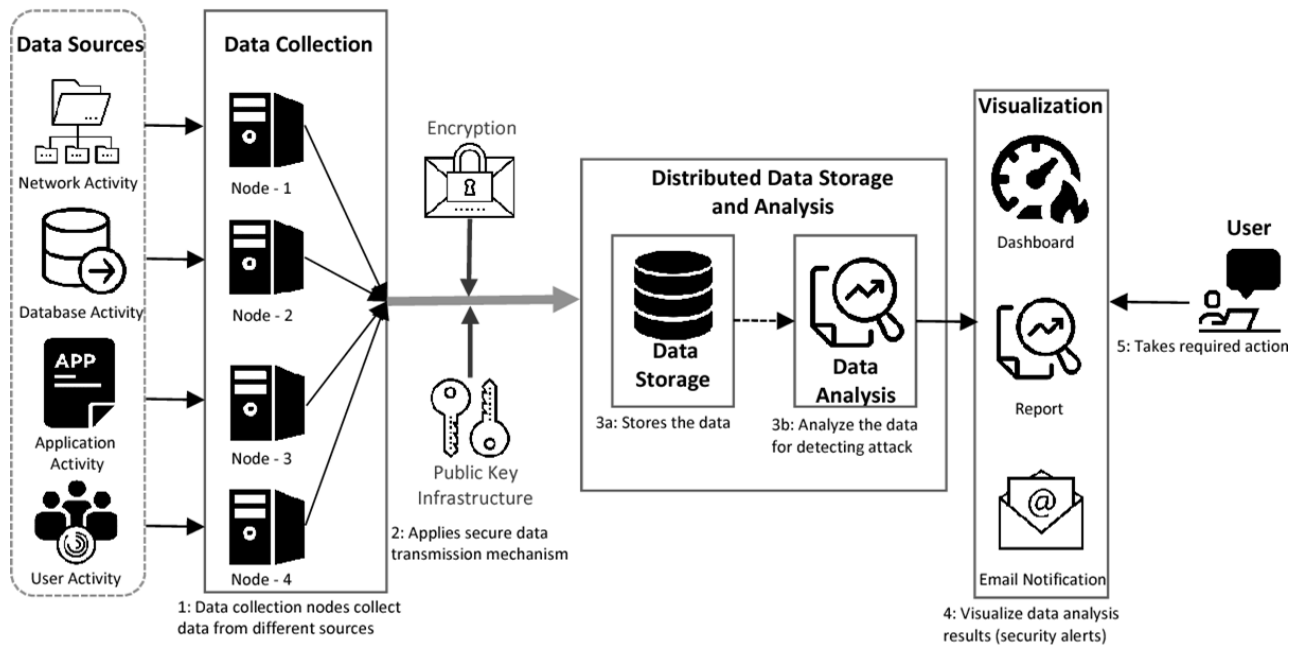 Data Sources
Network Activity
Database Activity
APP
Application
Activity
User Activity
Data Collection
Node - 1
Node - 2
Node - 3
Node - 4
1: Data collection nodes collect
data from different sources
Encryption
Public Key
Infrastructure
2: Applies secure data
transmission mechanism
Distributed Data Storage
and Analysis
Data
Storage
3a: Stores the data
Data
Analysis
3b: Analyze the data
for detecting attack
Visualization
Dashboard
Report
@
Email Notification
4: Visualize data analysis
results (security alerts)
User
5: Takes required action